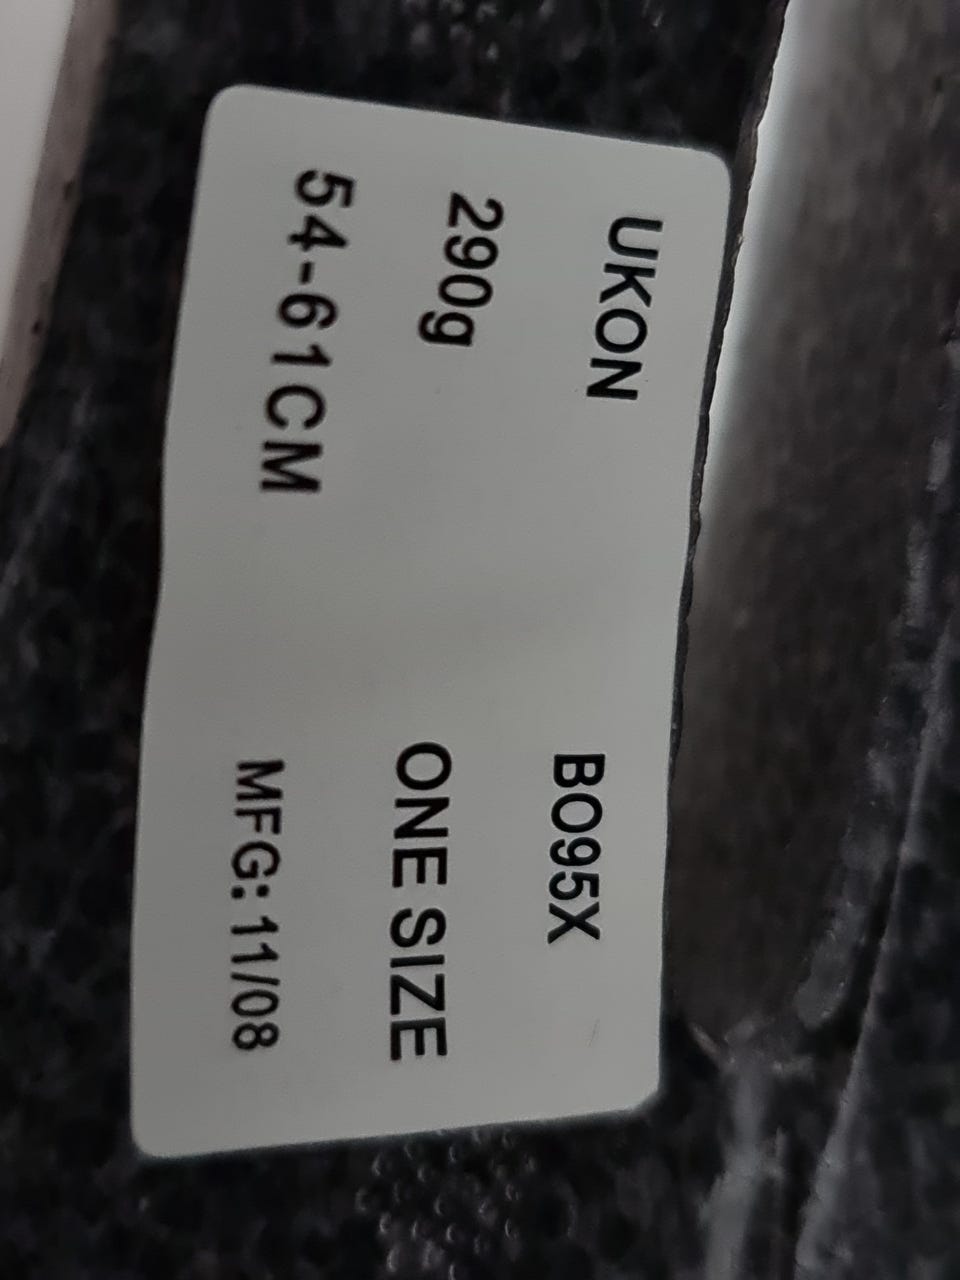 UKON BO95X
290g ONE SIZE
54-61CM MFG: 11/08